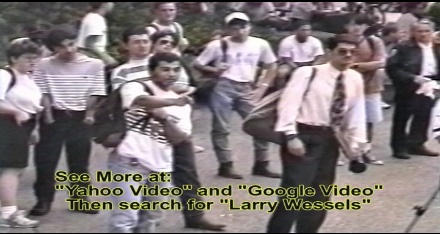 See More at:
"Yahoo Video" and "Google Video"
Then search for "Larry Wessels"